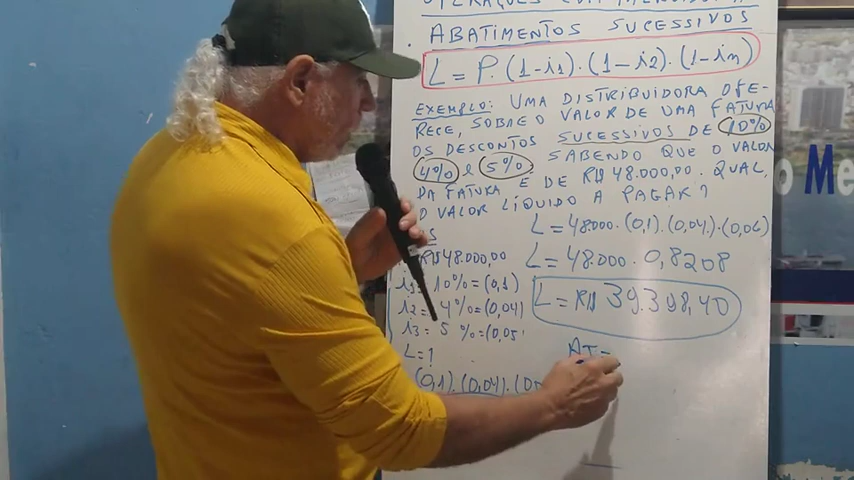 ABATIMENTOS SUCESSIVOS
L = P.(1-i1).(1-i2).(1-in)
EXEMPLO: UMA DISTRIBUIDORA OFE-
RECE, SOBRE O VALOR DE UMA FATURA
OS DESCONTOS SUCESSIVOS DE 10%
4% e 5% SABENDO QUE O VALOR
DA FATURA E DE R$ 48.000,00. QUAL,
O VALOR LÍQUIDO A PAGAR?
R$48.000,00
i1 = 10% = (0,1)
i2 = 4% = (0,04)
i3 = 5 % = (0,05
L = ?
(0,1).(0,04).(0,0
L = 48000.(0,1).(0,04).(0,06)
L = 48.000. 0,8208
L = R$ 39.398,40
AT =
o Me